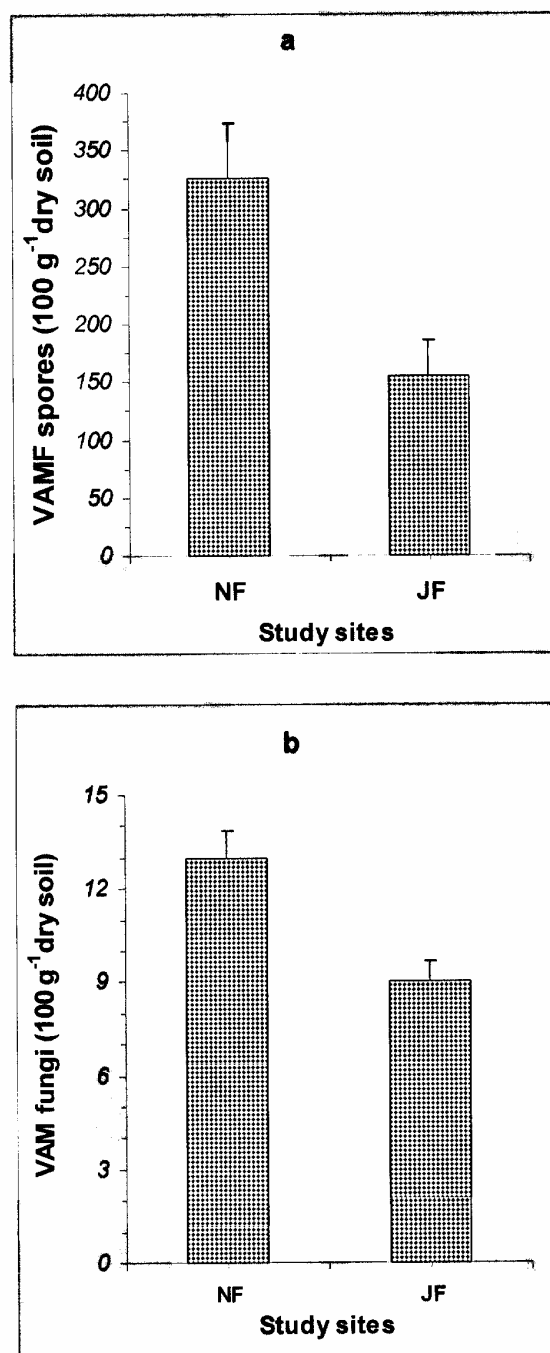 a
VAMF spores (100 g⁻¹dry soil)
400
350
300
250
200
150
100
50
0
NF JF
Study sites
b
VAM fungi (100 g⁻¹dry soil)
15
12
9
6
3
0
NF JF
Study sites